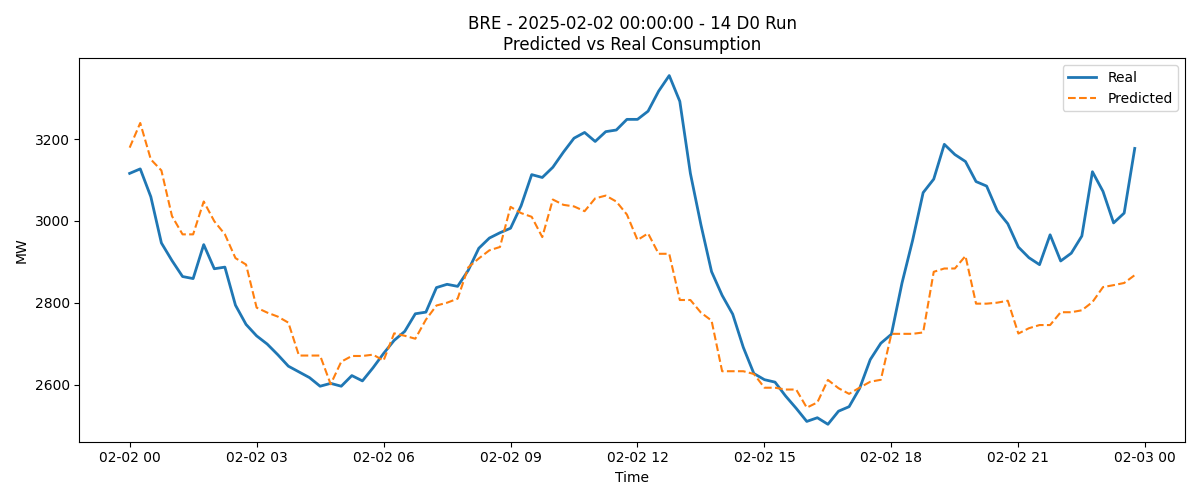 BRE - 2025-02-02 00:00:00 - 14 D0 Run
Predicted vs Real Consumption
Real
Predicted
MW
3200
3000
2800
2600
02-02 00
02-02 03
02-02 06
02-02 09
02-02 12
02-02 15
02-02 18
02-02 21
02-03 00
Time